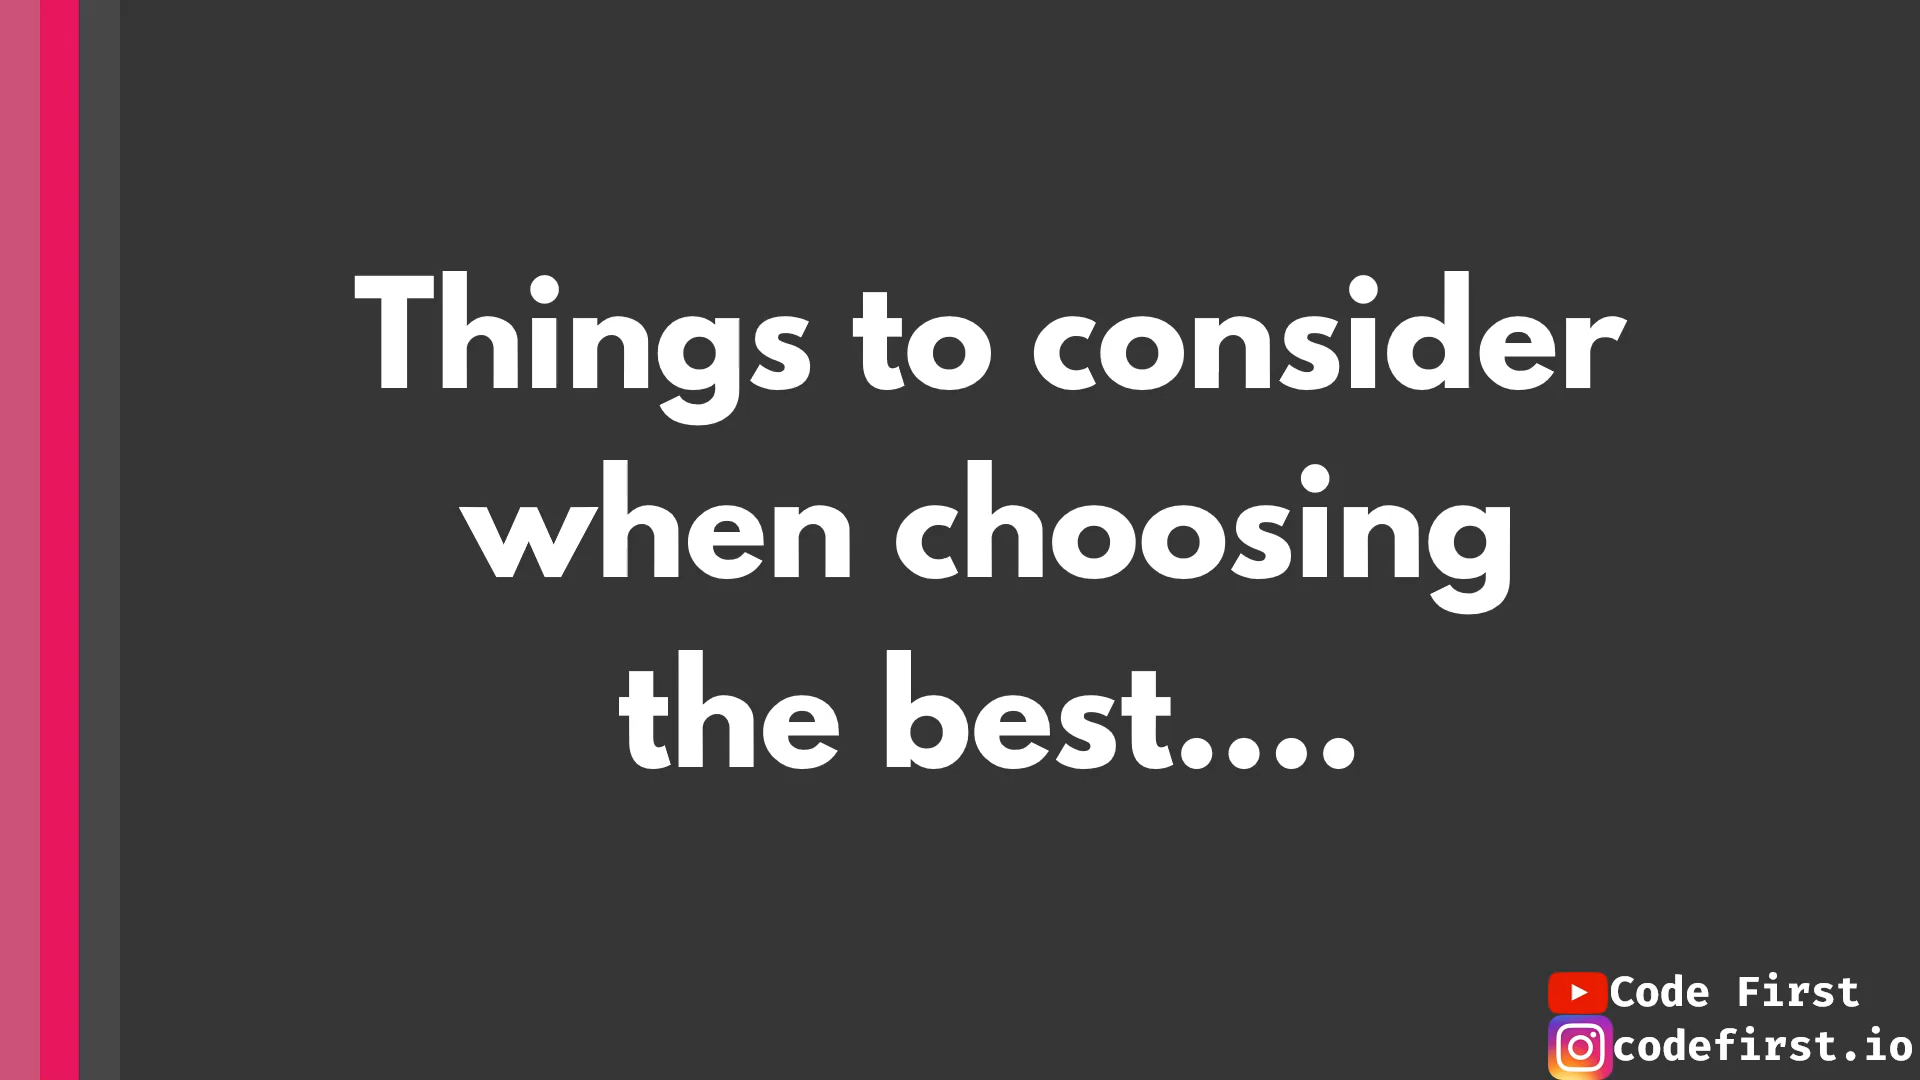 Things to consider
when choosing
the best....
Code First
codefirst.io